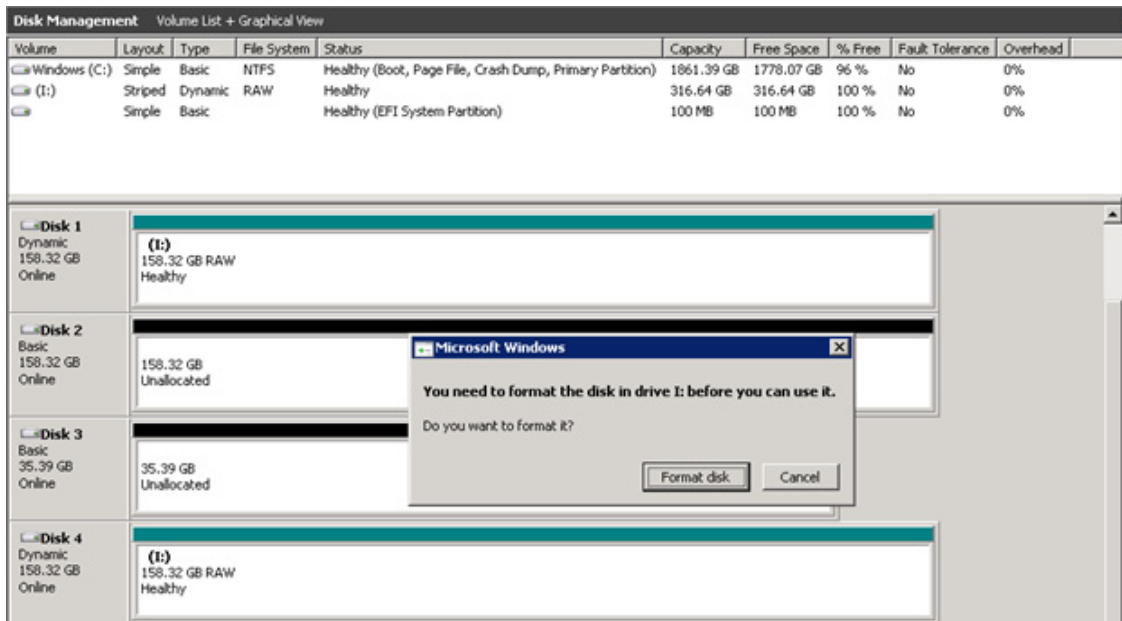 Disk Management Volume List + Graphical View
Volume Layout Type File System Status Capacity Free Space % Free Fault Tolerance Overhead
Windows (C:) Simple Basic NTFS Healthy (Boot, Page File, Crash Dump, Primary Partition) 1861.39 GB 1778.07 GB 96 % No 0%
(I:) Striped Dynamic RAW Healthy 316.64 GB 316.64 GB 100 % No 0%
Simple Basic Healthy (EFI System Partition) 100 MB 100 MB 100 % No 0%
Disk 1
Dynamic
158.32 GB
Online
(I:)
158.32 GB RAW
Healthy
Disk 2
Basic
158.32 GB
Online
158.32 GB
Unallocated
Microsoft Windows
You need to format the disk in drive I: before you can use it.
Do you want to format it?
Format disk Cancel
Disk 3
Basic
35.39 GB
Online
35.39 GB
Unallocated
Disk 4
Dynamic
158.32 GB
Online
(I:)
158.32 GB RAW
Healthy